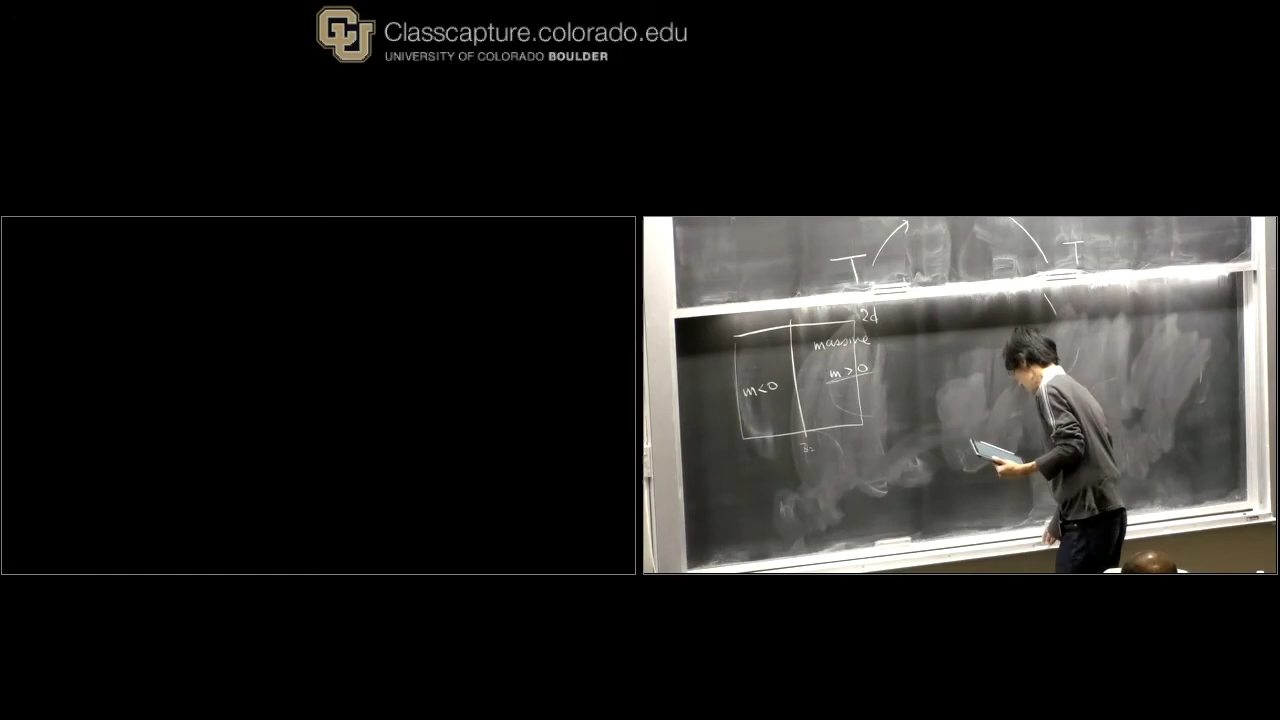 Classcapture.colorado.edu
UNIVERSITY OF COLORADO BOULDER
T
T
2d
massive
m > 0
m < 0